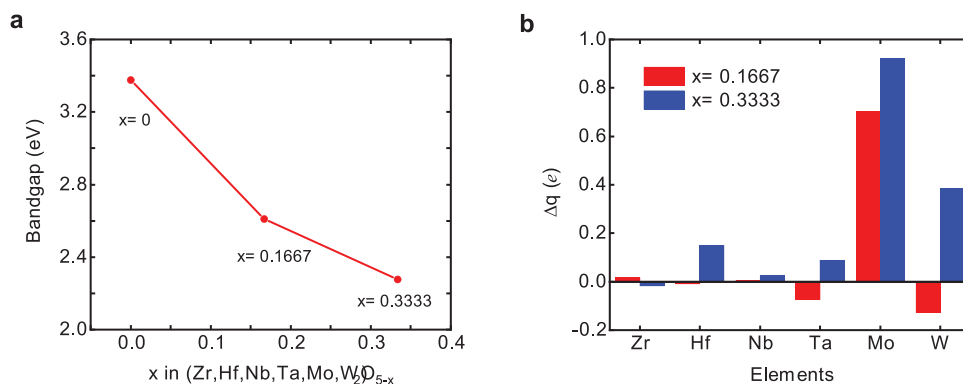 a
3.6
3.2
2.8
2.4
2.0
Bandgap (eV)
x= 0
x= 0.1667
x= 0.3333
0.0 0.1 0.2 0.3 0.4
x in (Zr,Hf,Nb,Ta,Mo,W)₂O₅₋ₓ
b
1.0
0.8
0.6
0.4
0.2
0.0
-0.2
Δq (e)
x= 0.1667
x= 0.3333
Zr Hf Nb Ta Mo W
Elements